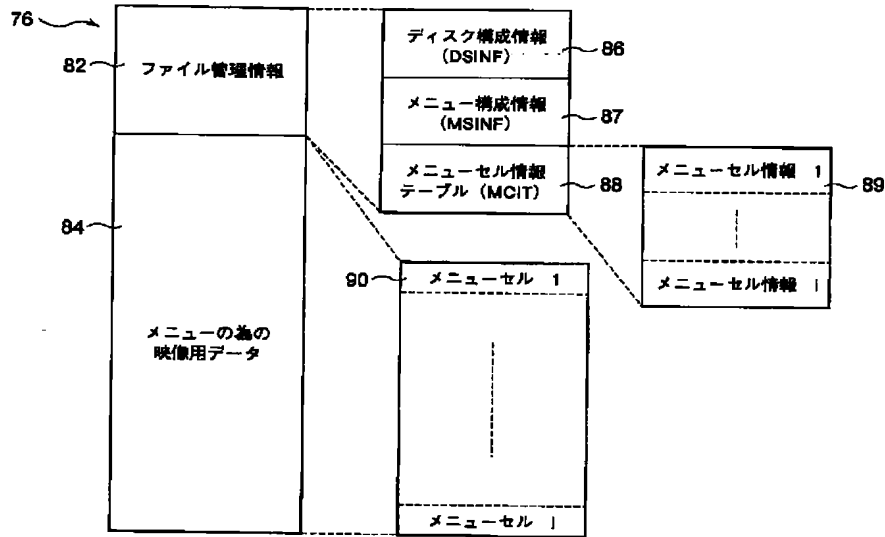 76
82
ファイル管理情報
84
メニューの為の
映像用データ
ディスク構成情報
(DSINF)
86
メニュー構成情報
(MSINF)
87
メニューセル情報
テーブル (MCIT)
88
メニューセル情報 1
89
メニューセル情報 i
90
メニューセル 1
メニューセル i